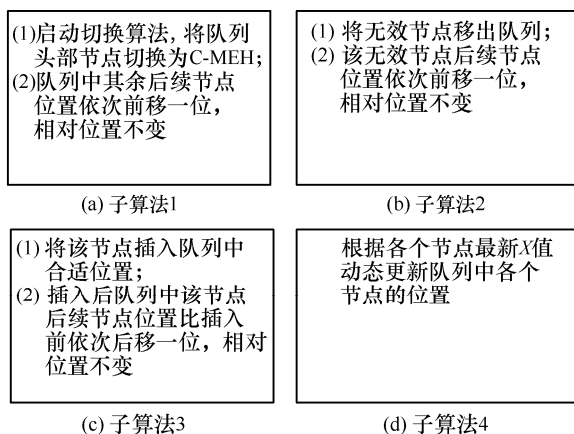 (1)启动切换算法,将队列
头部节点切换为C-MEH;
(2)队列中其余后续节点
位置依次前移一位,
相对位置不变
(a) 子算法1
(1) 将无效节点移出队列;
(2) 该无效节点后续节点
位置依次前移一位,
相对位置不变
(b) 子算法2
(1) 将该节点插入队列中
合适位置;
(2) 插入后队列中该节点
后续节点位置比插入
前依次后移一位,相对
位置不变
(c) 子算法3
根据各个节点最新X值
动态更新队列中各个
节点的位置
(d) 子算法4